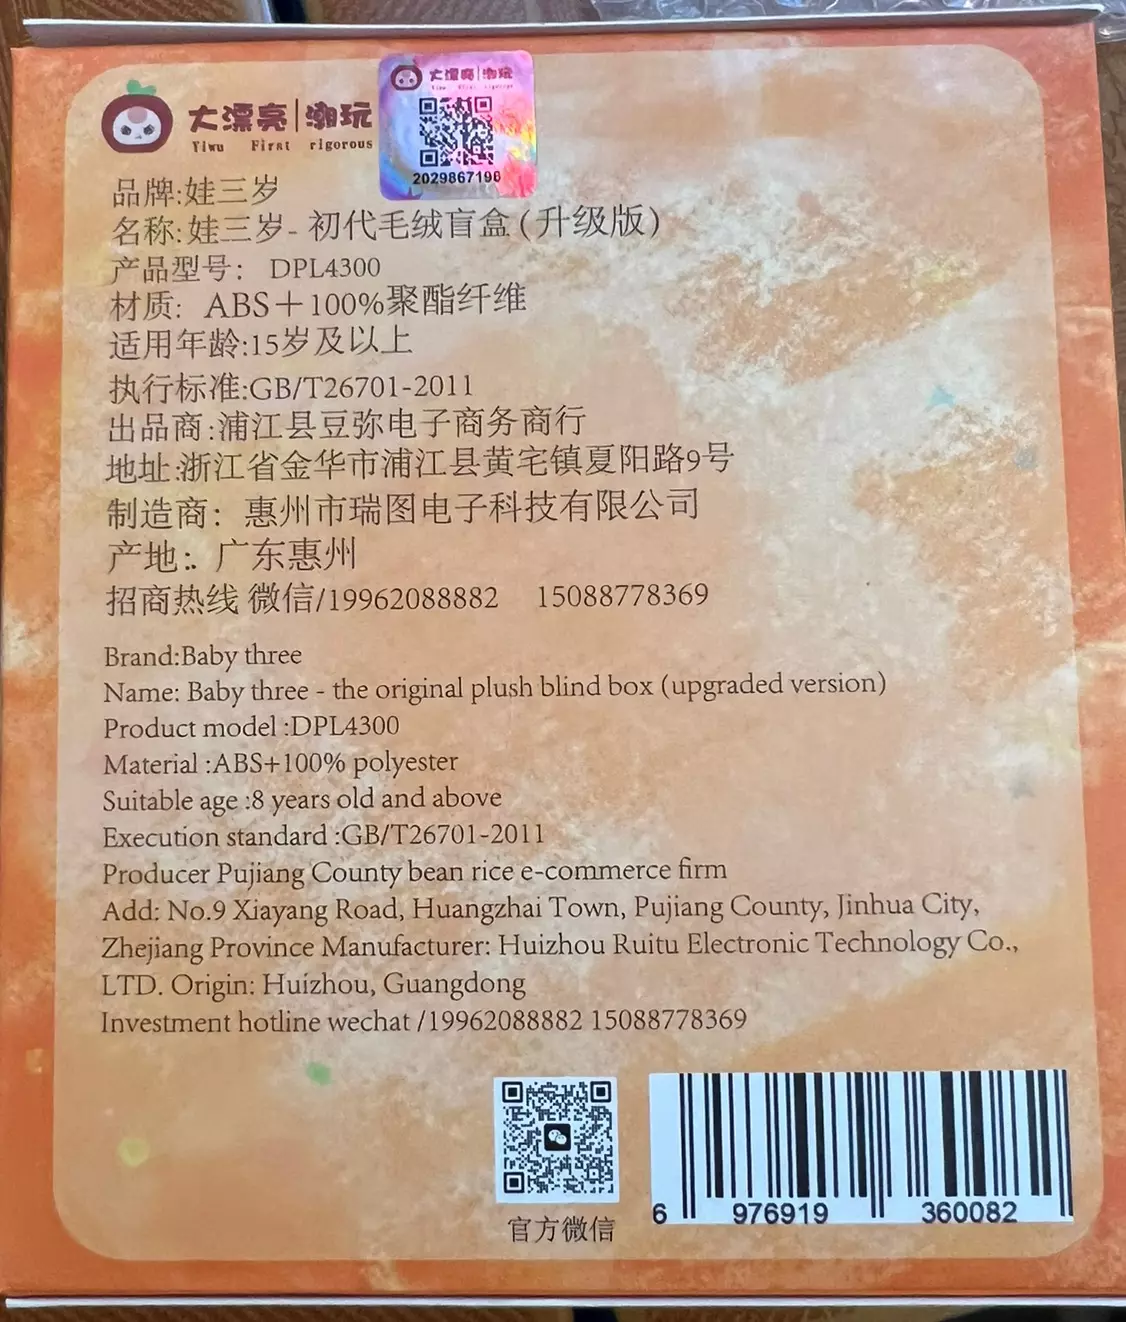 大漂亮|潮玩
Yiwu First rigorous
大漂亮|潮玩
Yiwu First rigorous
2029867198
品牌:娃三岁
名称:娃三岁-初代毛绒盲盒(升级版)
产品型号: DPL4300
材质: ABS+100%聚酯纤维
适用年龄:15岁及以上
执行标准:GB/T26701-2011
出品商:浦江县豆弥电子商务商行
地址:浙江省金华市浦江县黄宅镇夏阳路9号
制造商: 惠州市瑞图电子科技有限公司
产地:. 广东惠州
招商热线 微信/19962088882 15088778369
Brand:Baby three
Name: Baby three - the original plush blind box (upgraded version)
Product model :DPL4300
Material :ABS+100% polyester
Suitable age :8 years old and above
Execution standard :GB/T26701-2011
Producer Pujiang County bean rice e-commerce firm
Add: No.9 Xiayang Road, Huangzhai Town, Pujiang County, Jinhua City,
Zhejiang Province Manufacturer: Huizhou Ruitu Electronic Technology Co.,
LTD. Origin: Huizhou, Guangdong
Investment hotline wechat /19962088882 15088778369
官方微信
6 976919 360082